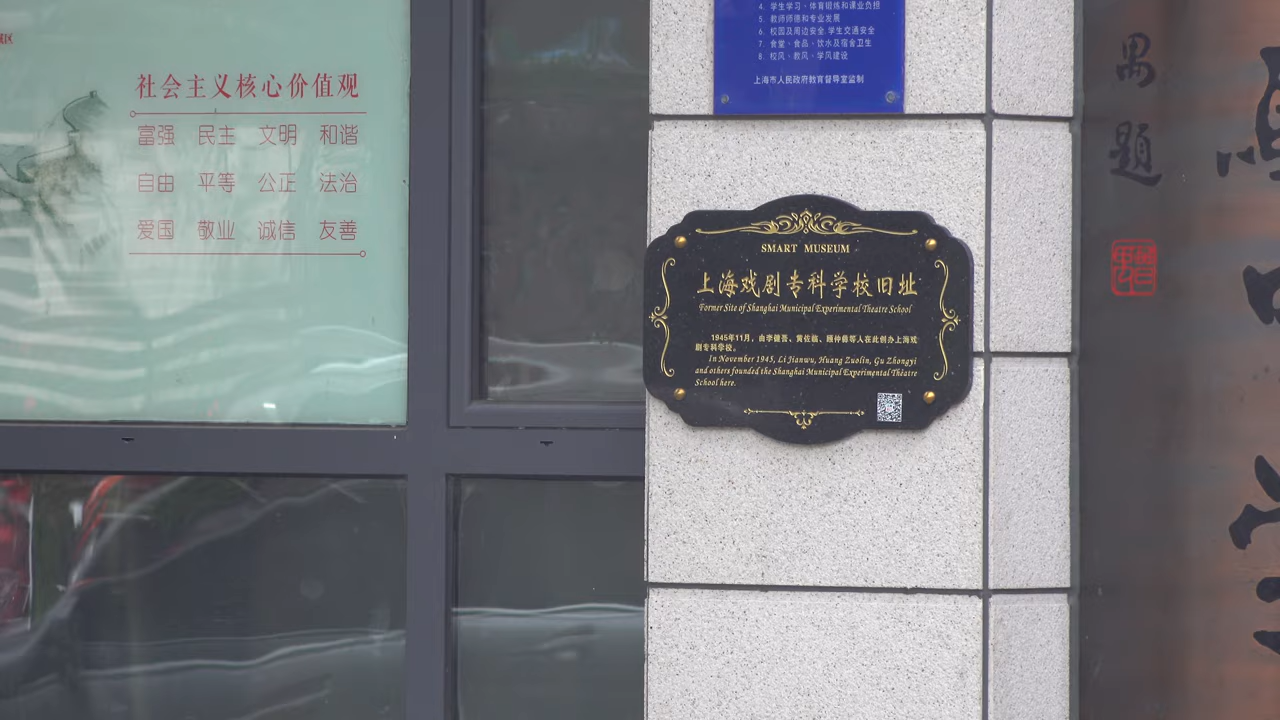 社会主义核心价值观
富强 民主 文明 和谐
自由 平等 公正 法治
爱国 敬业 诚信 友善
4. 学生学习·体育锻炼和课业负担
5. 教师师德和专业发展
6. 校园及周边安全 学生交通安全
7. 食堂·食品·饮水及宿舍卫生
8. 校风·教风·学风建设
上海市人民政府教育督导室监制
SMART MUSEUM
上海戏剧专科学校旧址
Former Site of Shanghai Municipal Experimental Theatre School
1945年11月，由李健吾、黄佐临、顾仲彝等人在此创办上海戏
剧专科学校。
In November 1945, Li Jianwu, Huang Zuolin, Gu Zhongyi
and others founded the Shanghai Municipal Experimental Theatre
School here.
禺
题